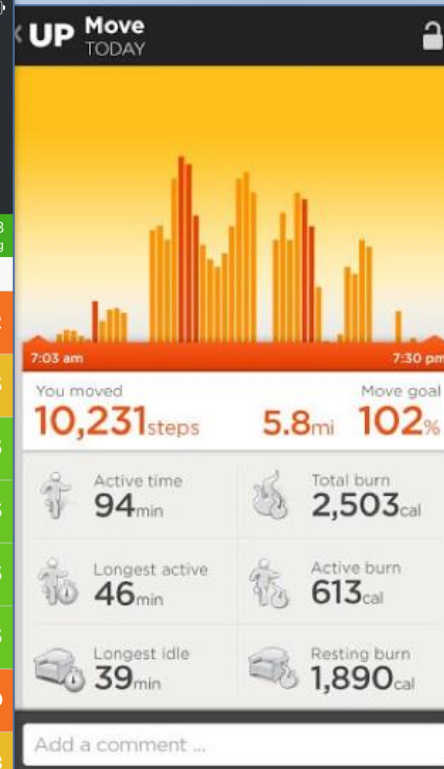 UP Move
TODAY
7:03 am 7:30 pm
You moved Move goal
10,231 steps 5.8mi 102%
Active time Total burn
94min 2,503cal
Longest active Active burn
46min 613cal
Longest idle Resting burn
39min 1,890cal
Add a comment ...